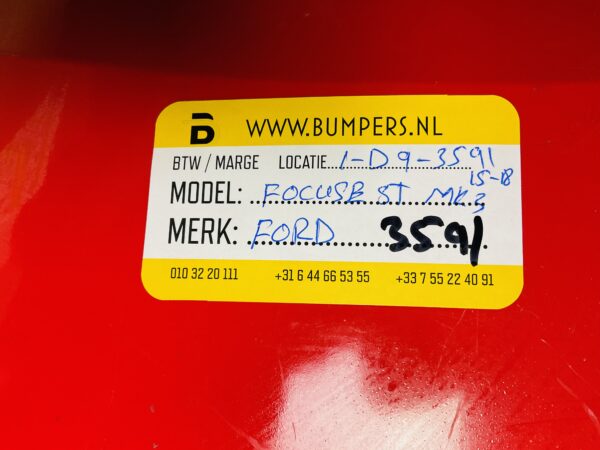 B WWW.BUMPERS.NL
BTW / MARGE LOCATIE...1-D9-3591
15-18
MODEL: FOCUSE ST MK3
MERK: FORD 3591
010 32 20 111 +31 6 44 66 53 55 +33 7 55 22 40 91